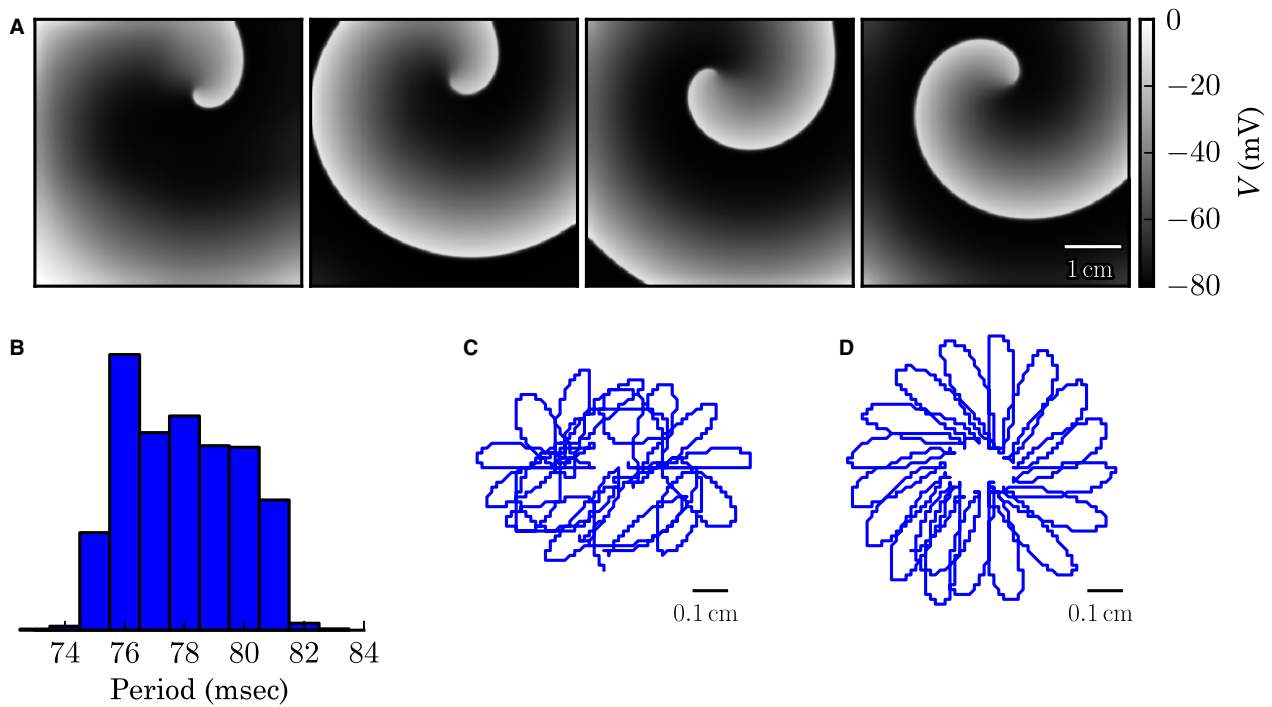 A
0
−20
−40
−60
−80
V (mV)
1 cm
B
C
D
74 76 78 80 82 84
Period (msec)
0.1 cm
0.1 cm